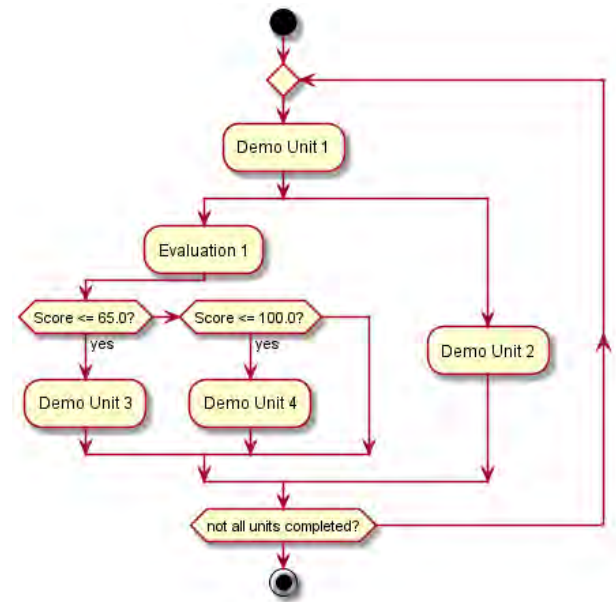 Demo Unit 1
Evaluation 1
Score <= 65.0?
Score <= 100.0?
yes
yes
Demo Unit 2
Demo Unit 3
Demo Unit 4
not all units completed?